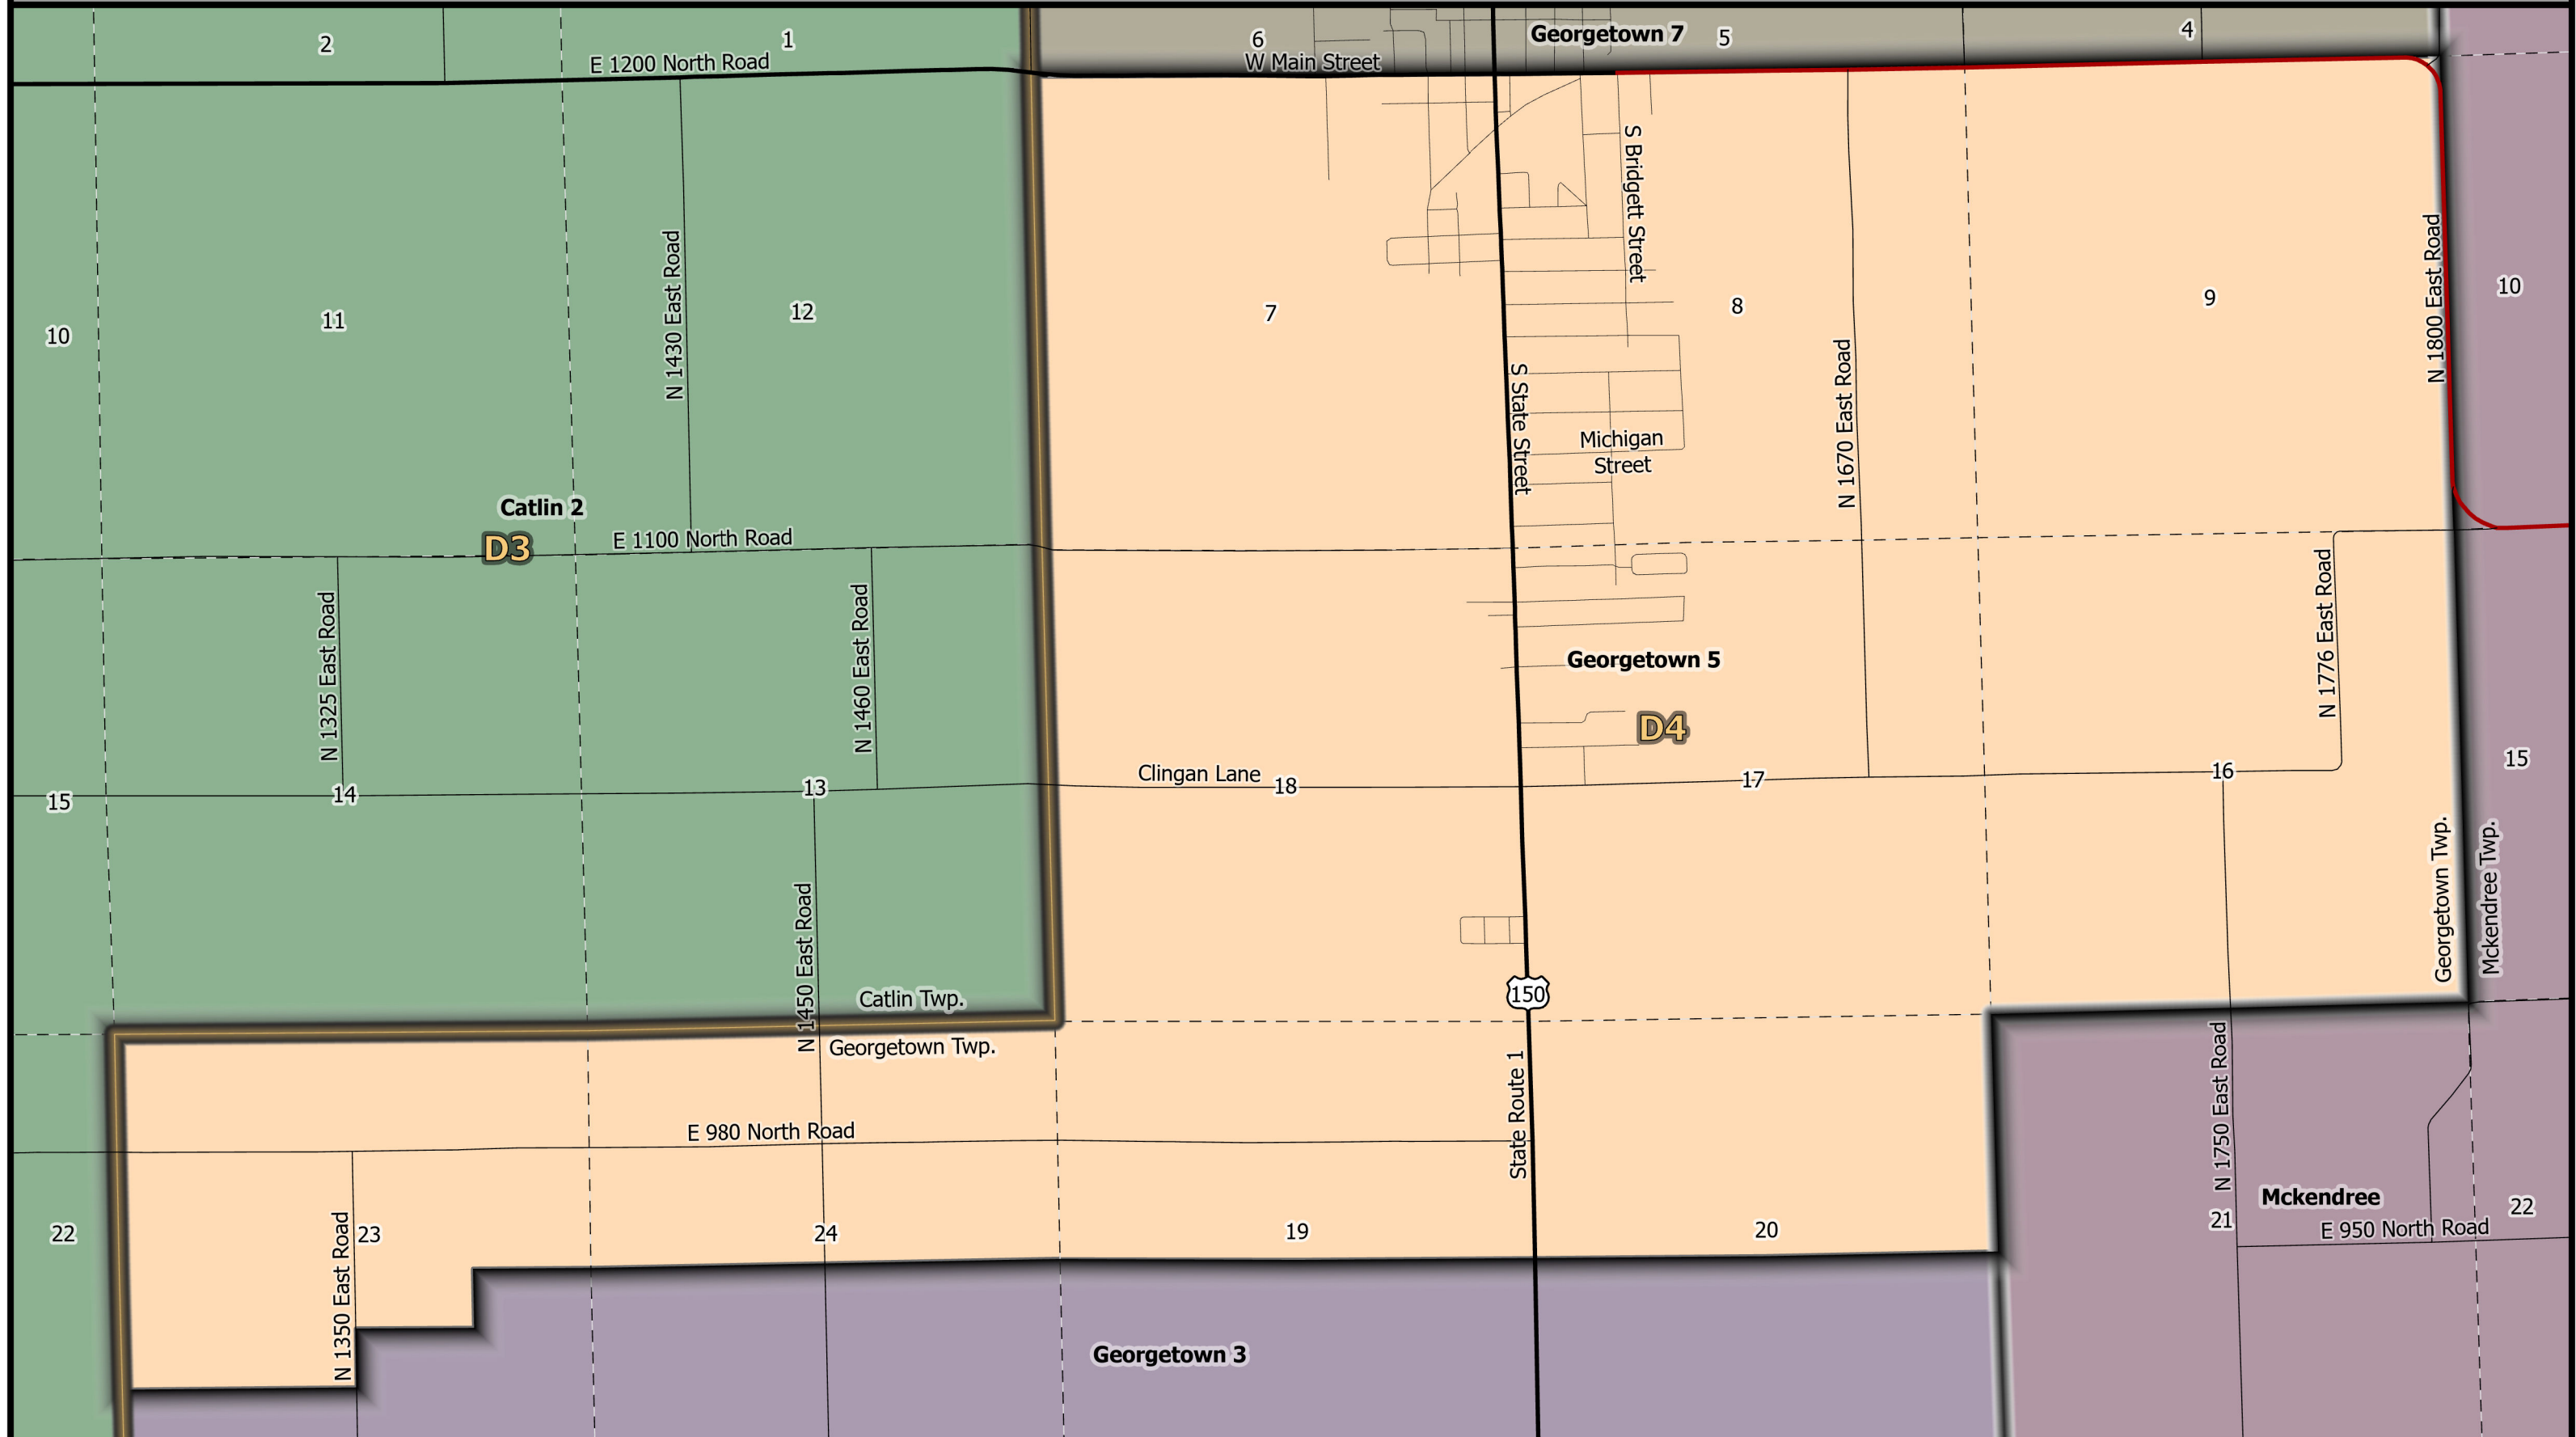 2
1
6
Georgetown 7
5
4
E 1200 North Road
W Main Street
S Bridgett Street
N 1800 East Road
N 1430 East Road
10
11
12
7
8
9
10
N 1670 East Road
S State Street
Michigan
Street
Catlin 2
D3
E 1100 North Road
N 1325 East Road
N 1460 East Road
N 1776 East Road
Georgetown 5
D4
Clingan Lane
15
14
13
18
17
16
15
Georgetown Twp.
Mckendree Twp.
N 1450 East Road
Catlin Twp.
Georgetown Twp.
150
State Route 1
N 1750 East Road
E 980 North Road
Mckendree
22
N 1350 East Road
23
24
19
20
21
22
E 950 North Road
Georgetown 3